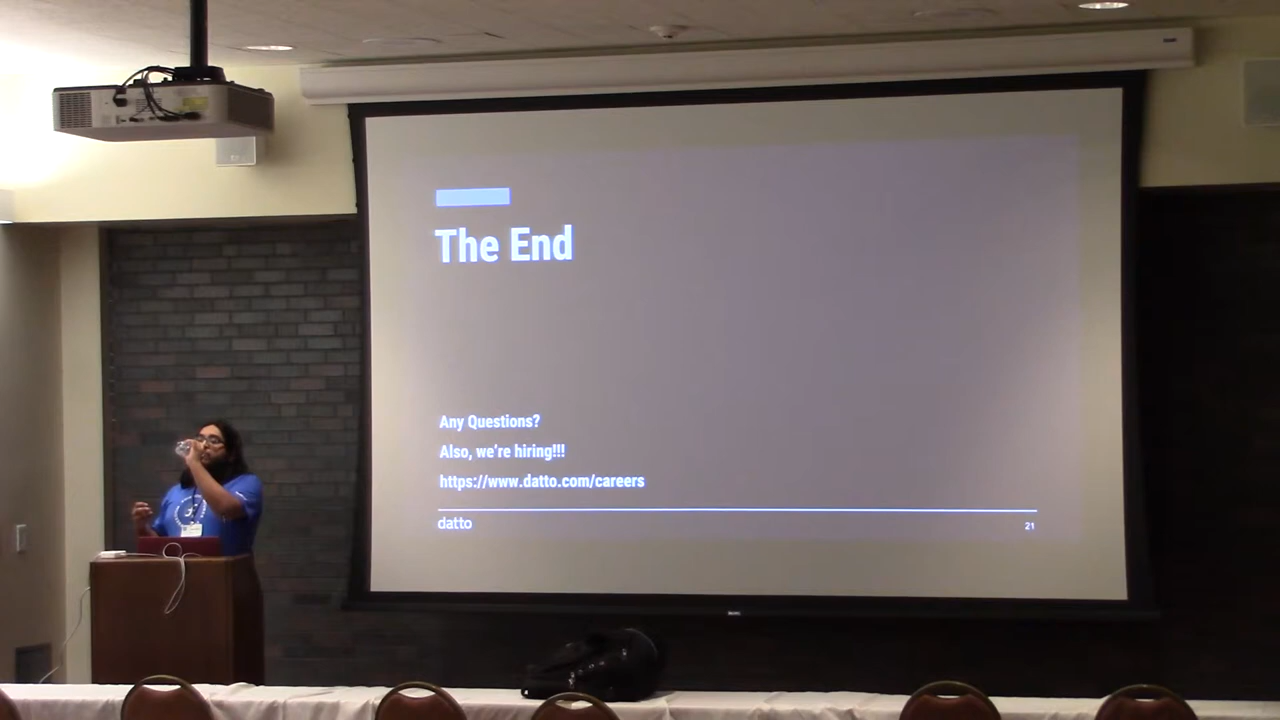 The End
Any Questions?
Also, we're hiring!!!
https://www.datto.com/careers
datto
21